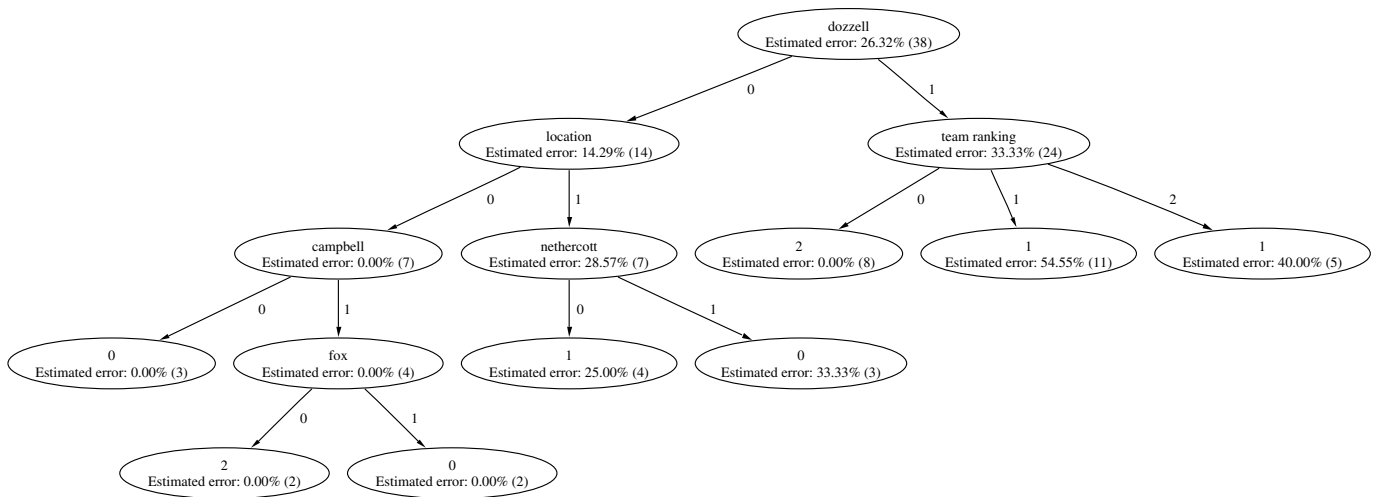 dozzell
Estimated error: 26.32% (38)
0
1
location
Estimated error: 14.29% (14)
team ranking
Estimated error: 33.33% (24)
0
1
0
1
2
campbell
Estimated error: 0.00% (7)
nethercott
Estimated error: 28.57% (7)
2
Estimated error: 0.00% (8)
1
Estimated error: 54.55% (11)
1
Estimated error: 40.00% (5)
0
1
0
1
0
Estimated error: 0.00% (3)
fox
Estimated error: 0.00% (4)
1
Estimated error: 25.00% (4)
0
Estimated error: 33.33% (3)
0
1
2
Estimated error: 0.00% (2)
0
Estimated error: 0.00% (2)